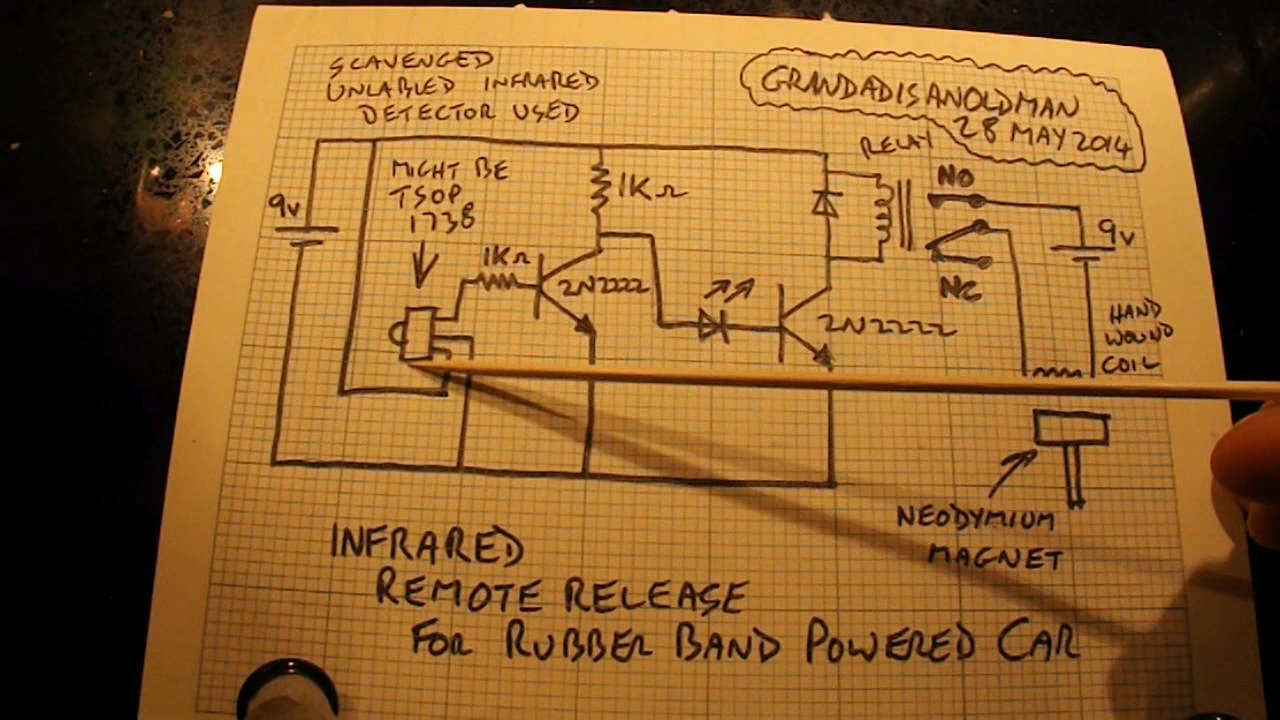 SCAVENGED
UNLABLED INFRARED
DETECTOR USED
GRANDADISANOLDMAN
28 MAY 2014
RELAY
MIGHT BE
TSOP
1738
9V
1KΩ
1KΩ
2N2222
2N2222
NO
NC
9V
HAND
WOUND
COIL
NEODYMIUM
MAGNET
INFRARED
REMOTE RELEASE
FOR RUBBER BAND POWERED CAR